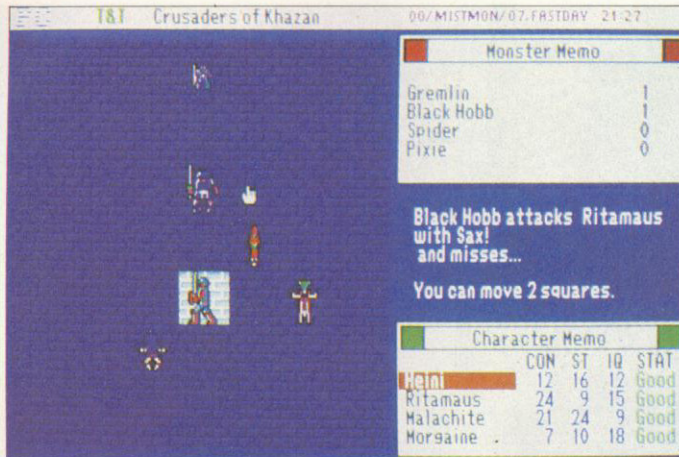 T&T Crusaders of Khazan 00/MISTMON/07.FASTDAY 21:27
Monster Memo
Gremlin 1
Black Hobb 1
Spider 0
Pixie 0
Black Hobb attacks Ritamaus
with Sax!
and misses...
You can move 2 squares.
Character Memo
CON ST IQ STAT
Heini 12 16 12 Good
Ritamaus 24 9 15 Good
Malachite 21 24 9 Good
Morgaine 7 10 18 Good